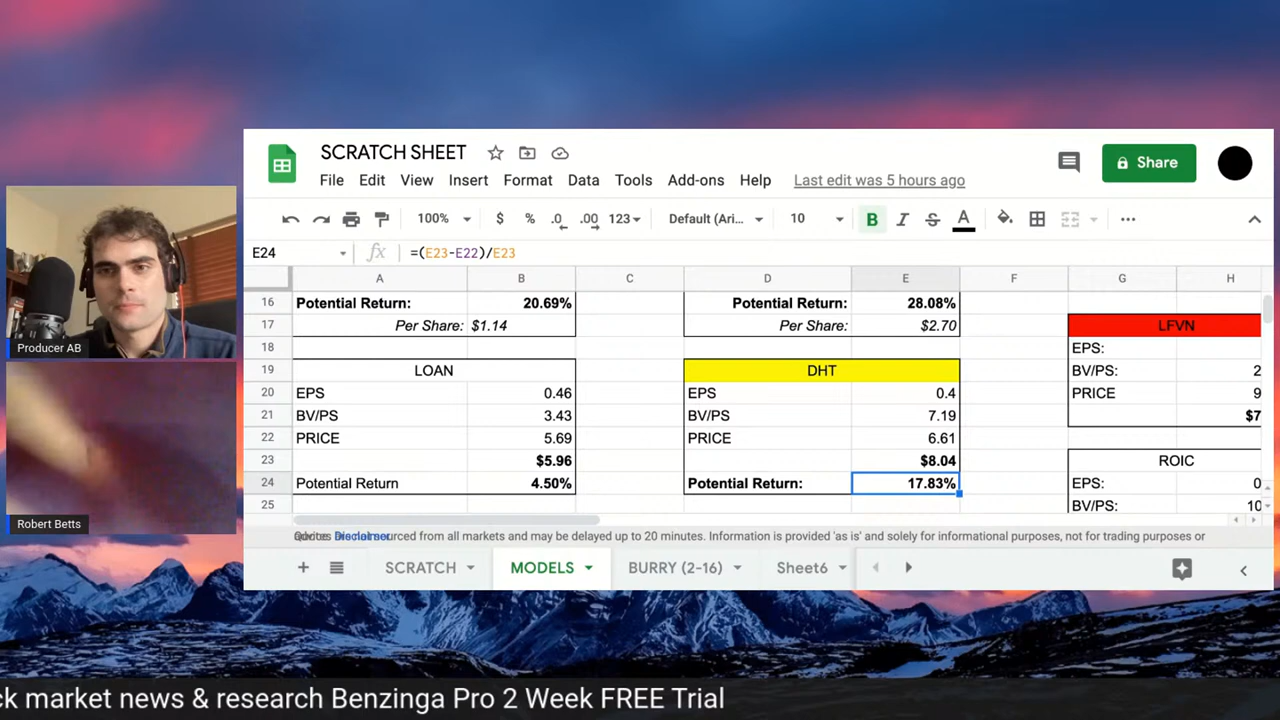 SCRATCH SHEET
Share
File Edit View Insert Format Data Tools Add-ons Help Last edit was 5 hours ago
100% $ % .0 .00 123 Default (Ari... 10 B I S A ...
E24 fx =(E23-E22)/E23
A B C D E F G H
16 Potential Return: 20.69% Potential Return: 28.08%
17 Per Share: $1.14 Per Share: $2.70 LFVN
18 EPS:
19 LOAN DHT BV/PS: 2
20 EPS 0.46 EPS 0.4 PRICE 9
21 BV/PS 3.43 BV/PS 7.19 $7
22 PRICE 5.69 PRICE 6.61
23 $5.96 $8.04 ROIC
24 Potential Return 4.50% Potential Return: 17.83% EPS: 0
25 BV/PS: 10
Disclaimer
sourced from all markets and may be delayed up to 20 minutes. Information is provided 'as is' and solely for informational purposes, not for trading purposes or
+ SCRATCH MODELS BURRY (2-16) Sheet6
Producer AB
Robert Betts
ck market news & research Benzinga Pro 2 Week FREE Trial